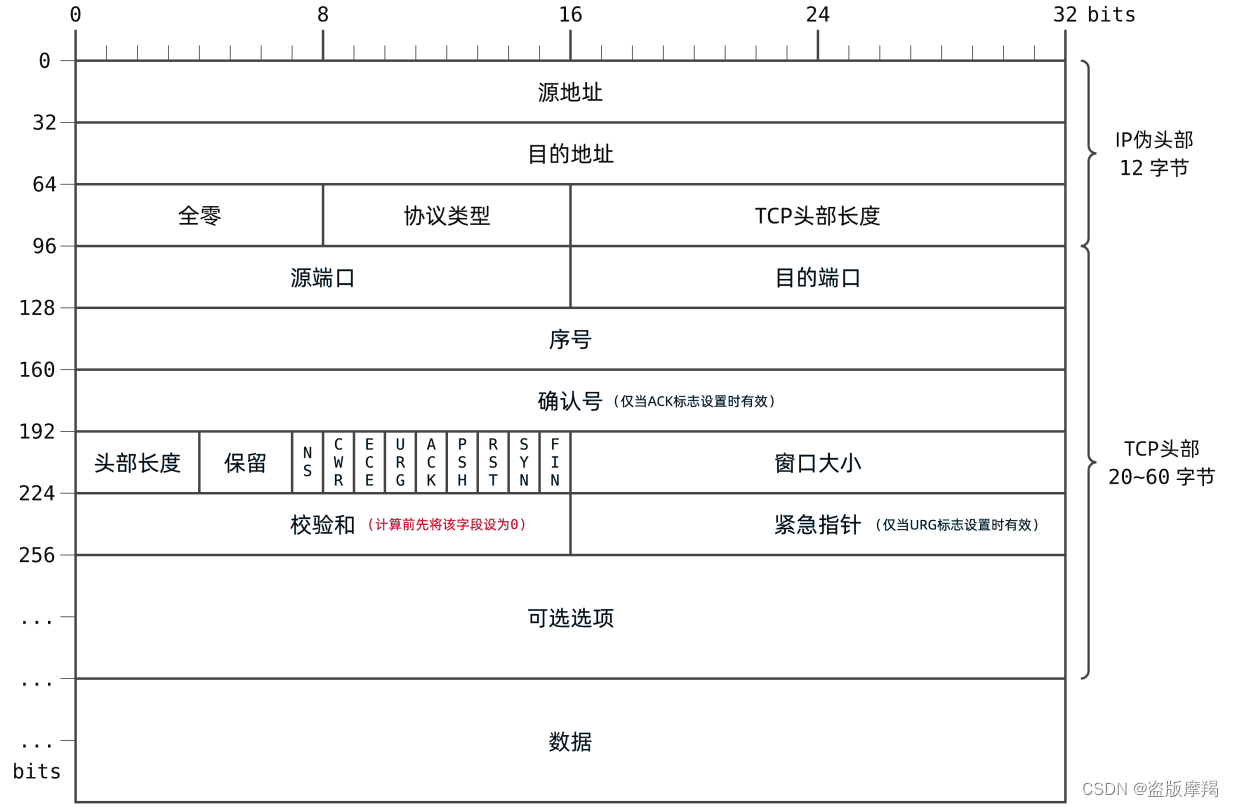 0 8 16 24 32 bits
0
源地址
32
目的地址
IP伪头部
12 字节
64
全零 协议类型 TCP头部长度
96
源端口 目的端口
128
序号
160
确认号 (仅当ACK标志设置时有效)
192
头部长度 保留 NS CWR ECE URG ACK PSH RST SYN FIN 窗口大小
TCP头部
20~60 字节
224
校验和 (计算前先将该字段设为0) 紧急指针 (仅当URG标志设置时有效)
256
... 可选选项
...
... 数据
bits
CSDN @盗版摩羯